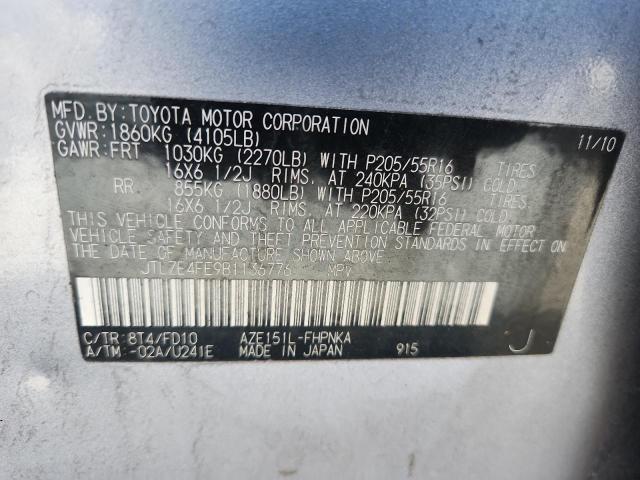 MFD. BY: TOYOTA MOTOR CORPORATION 11/10
GVWR: 1860KG (4105LB)
GAWR: FRT 1030KG (2270LB) WITH P205/55R16 TIRES
16X6 1/2J RIMS. AT 240KPA (35PSI) COLD.
RR 855KG (1880LB) WITH P205/55R16 TIRES
16X6 1/2J RIMS. AT 220KPA (32PSI) COLD.
THIS VEHICLE CONFORMS TO ALL APPLICABLE FEDERAL MOTOR
VEHICLE SAFETY AND THEFT PREVENTION STANDARDS IN EFFECT ON
THE DATE OF MANUFACTURE SHOWN ABOVE.
JTLZE4FE9B1136776 MPV
C/TR: 8T4/FD10 AZE151L-FHPNKA
A/TM: -02A/U241E MADE IN JAPAN 915 J